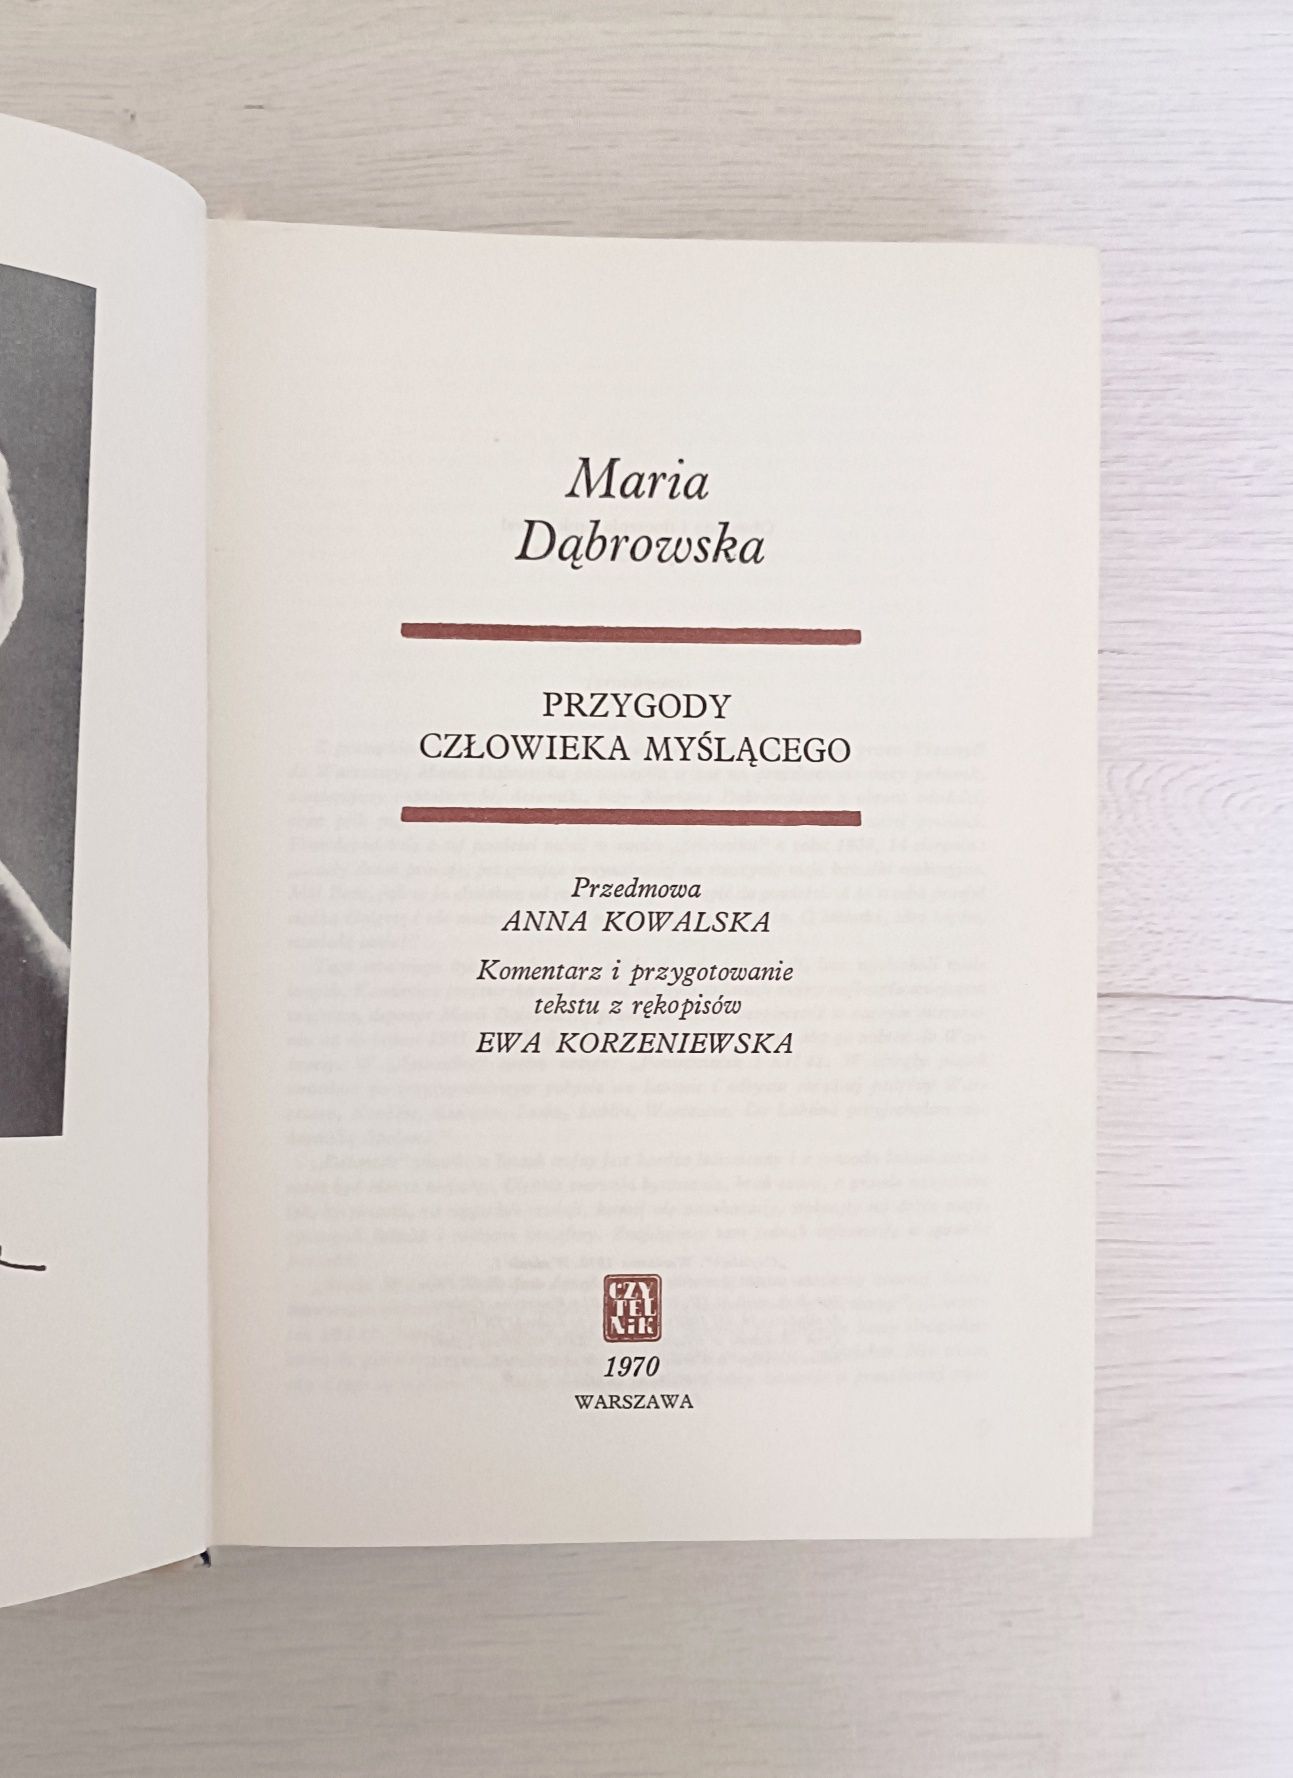 Maria
Dąbrowska
PRZYGODY
CZŁOWIEKA MYŚLĄCEGO
Przedmowa
ANNA KOWALSKA
Komentarz i przygotowanie
tekstu z rękopisów
EWA KORZENIEWSKA
CZY
TEL
NiK
1970
WARSZAWA